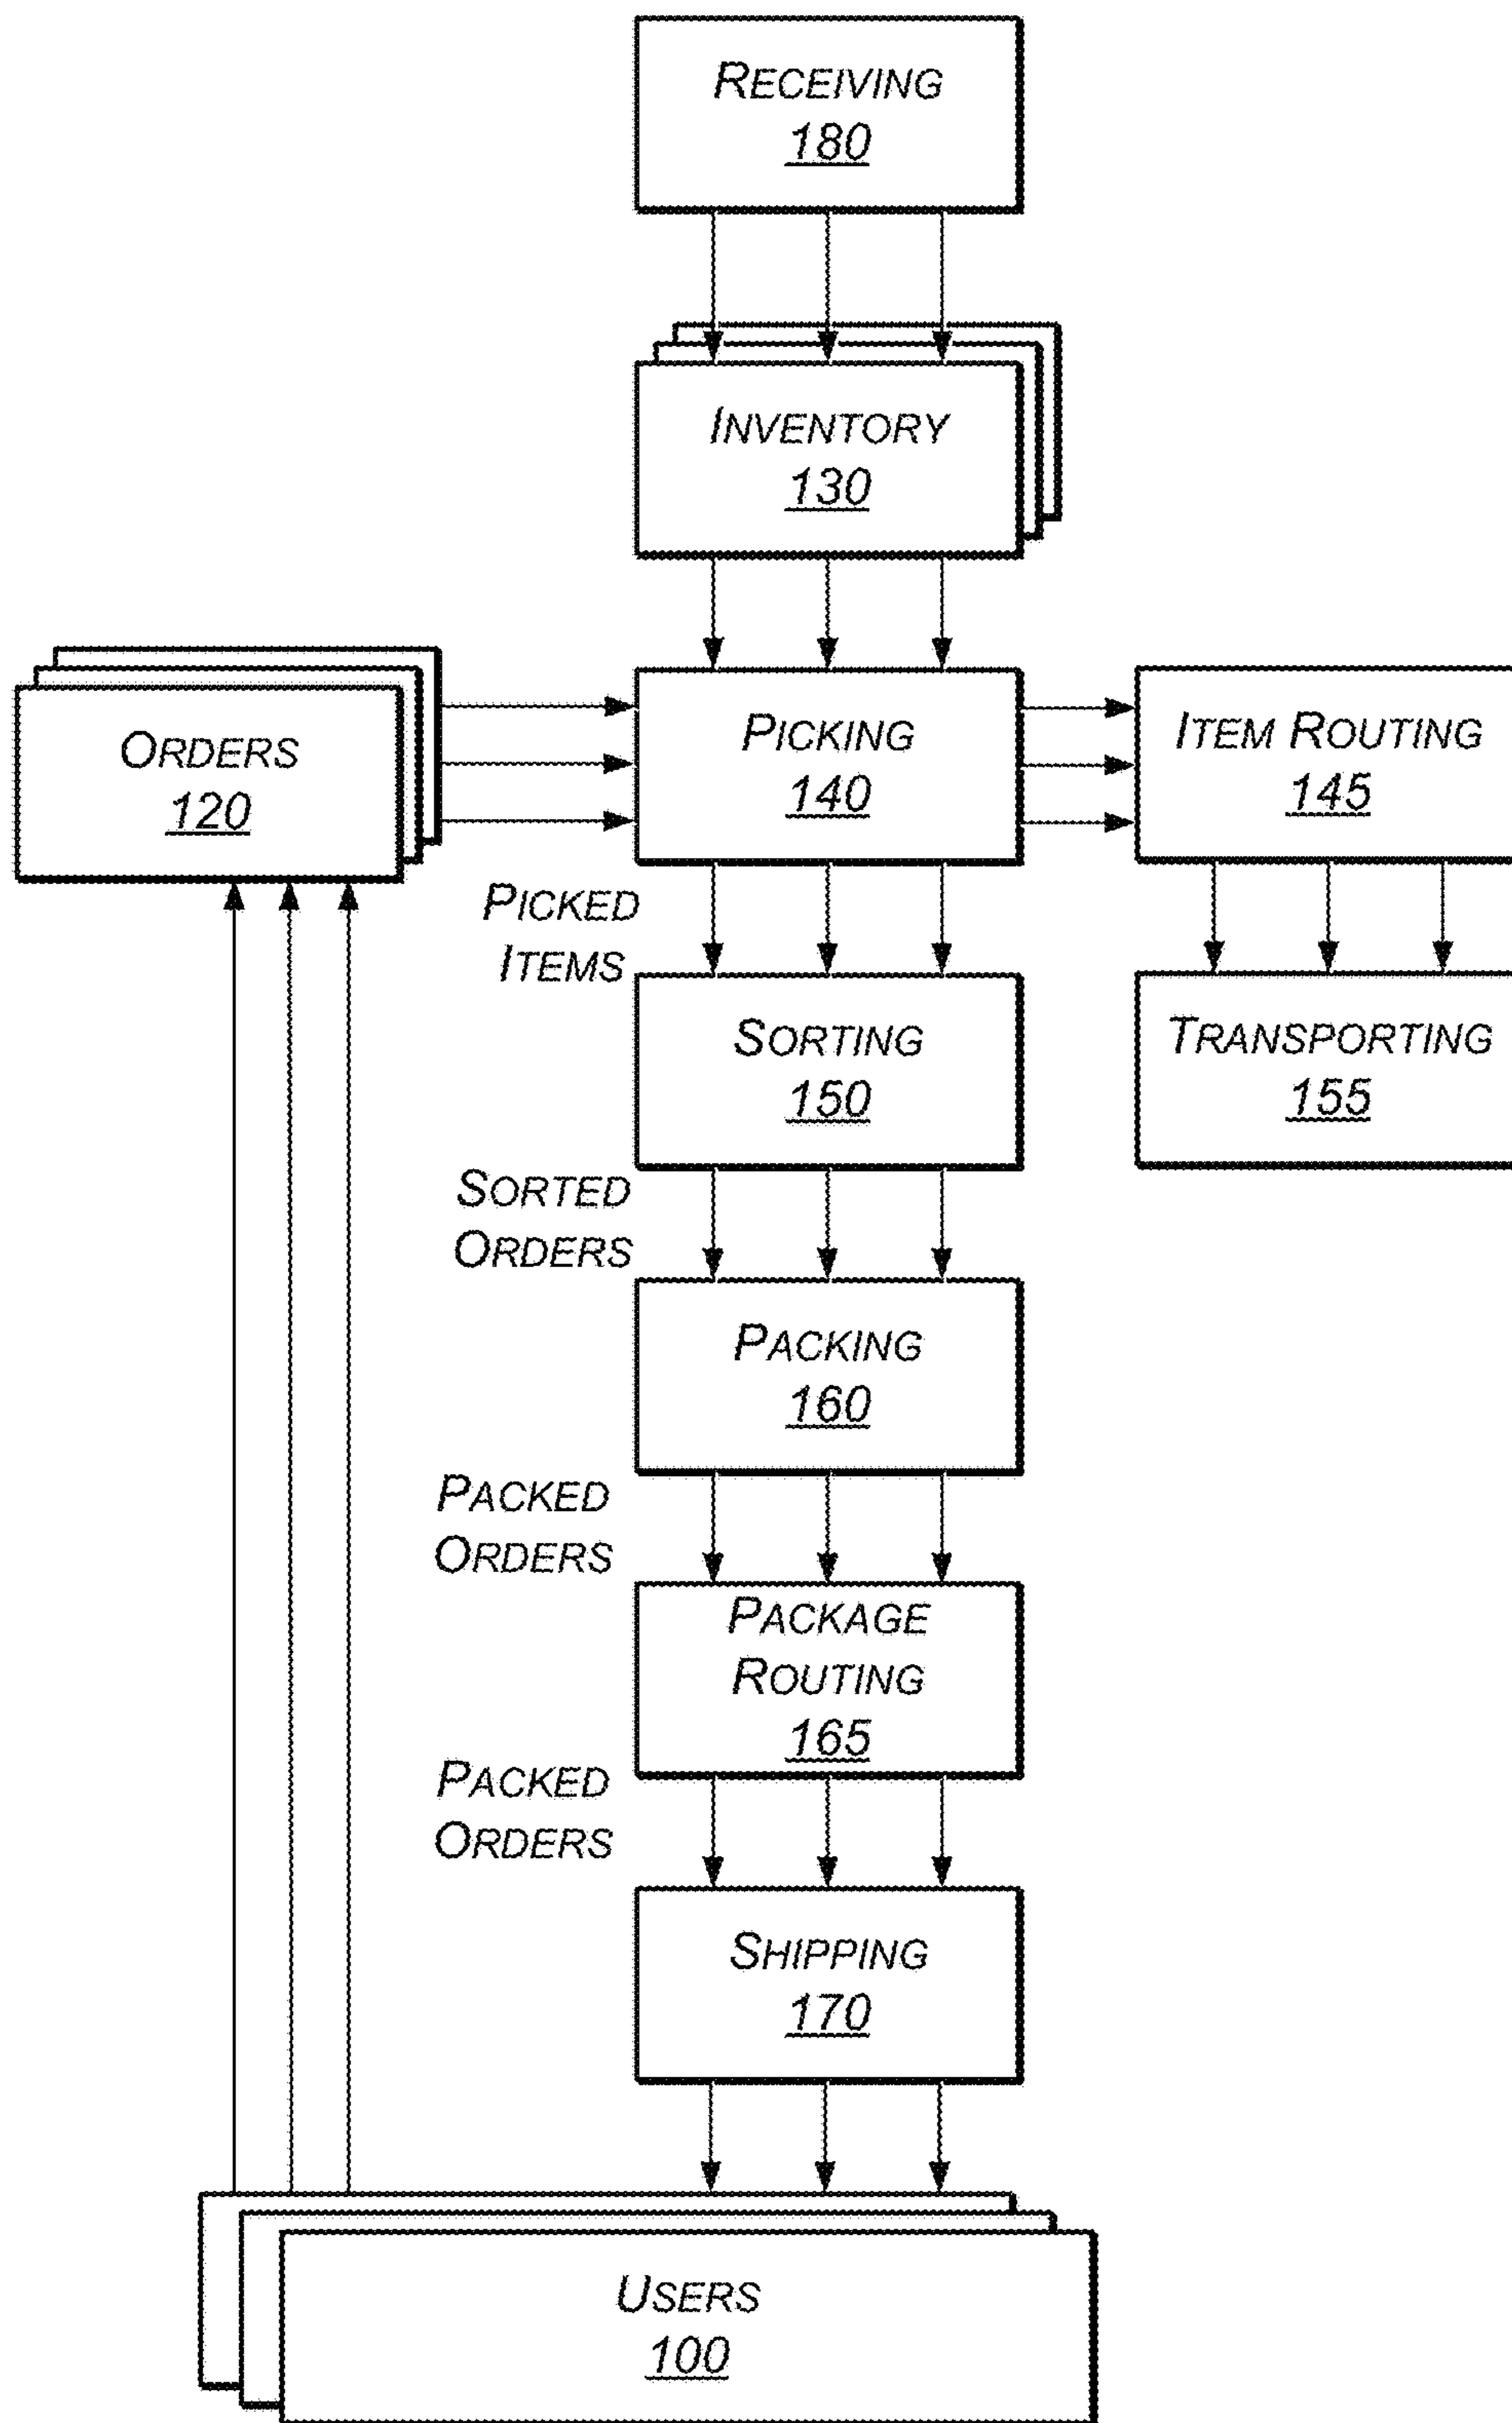 RECEIVING
180
INVENTORY
130
ORDERS
120
PICKING
140
ITEM ROUTING
145
PICKED
ITEMS
SORTING
150
TRANSPORTING
155
SORTED
ORDERS
PACKING
160
PACKED
ORDERS
PACKAGE
ROUTING
165
PACKED
ORDERS
SHIPPING
170
USERS
100